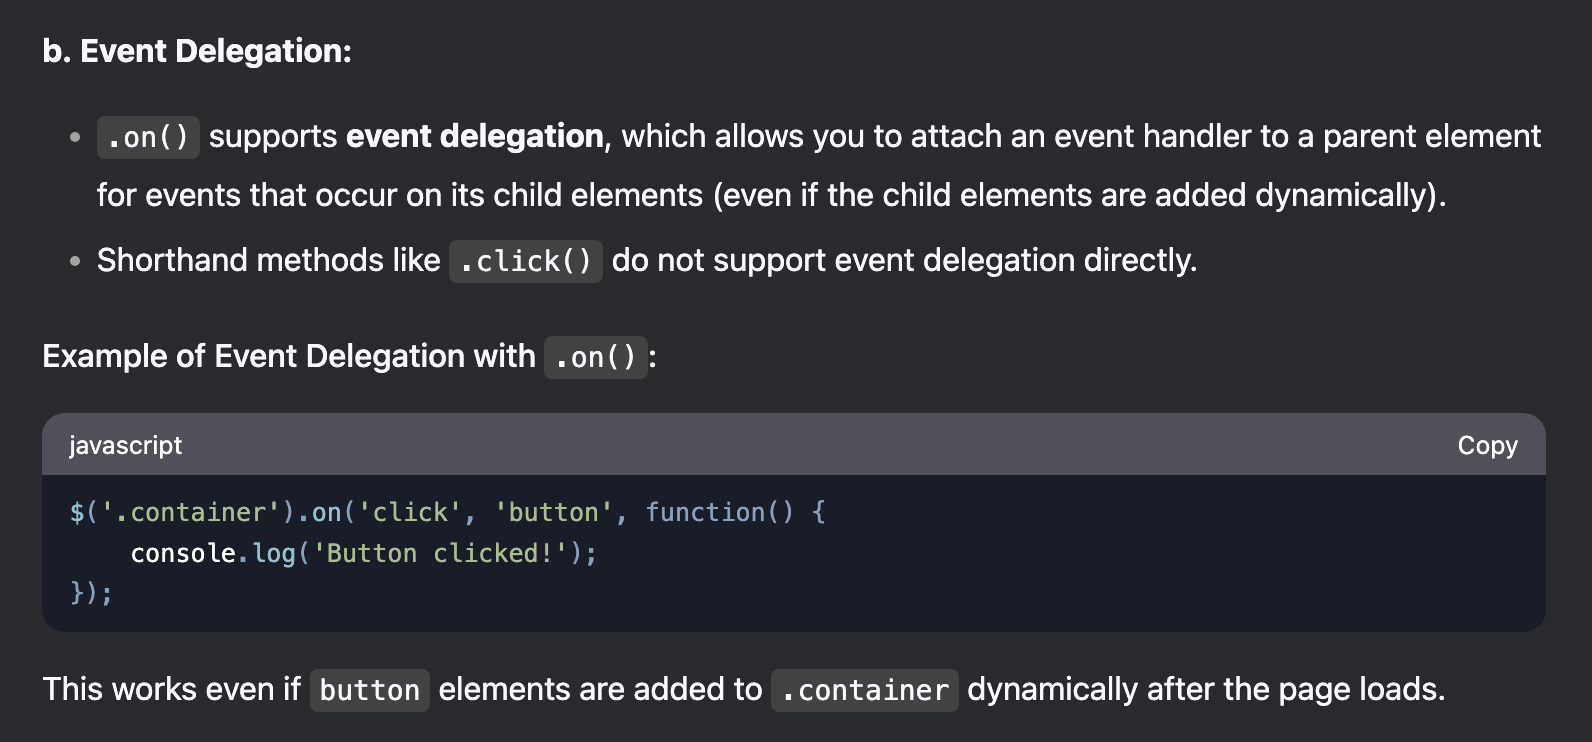 b. Event Delegation:
• .on() supports event delegation, which allows you to attach an event handler to a parent element
for events that occur on its child elements (even if the child elements are added dynamically).
• Shorthand methods like .click() do not support event delegation directly.
Example of Event Delegation with .on():
javascript Copy
$('.container').on('click', 'button', function() {
    console.log('Button clicked!');
});
This works even if button elements are added to .container dynamically after the page loads.